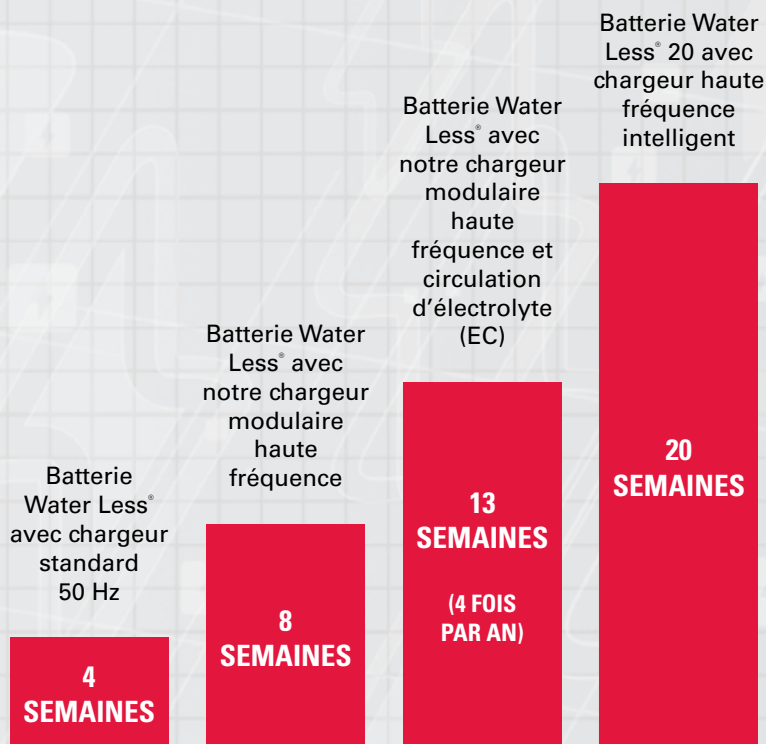 Batterie
Water Less®
avec chargeur
standard
50 Hz
4
SEMAINES
Batterie Water
Less® avec
notre chargeur
modulaire
haute
fréquence
8
SEMAINES
Batterie Water
Less® avec
notre chargeur
modulaire
haute
fréquence et
circulation
d’électrolyte
(EC)
13
SEMAINES
(4 FOIS
PAR AN)
Batterie Water
Less® 20 avec
chargeur haute
fréquence
intelligent
20
SEMAINES